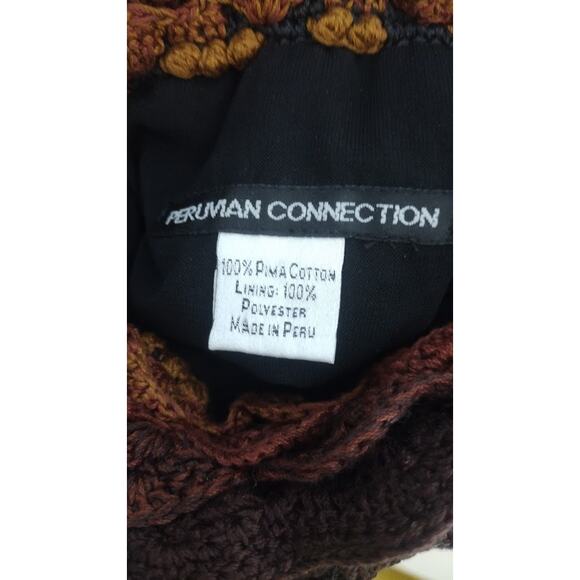 PERUVIAN CONNECTION
100% PIMA COTTON
LINING: 100%
POLYESTER
MADE IN PERU